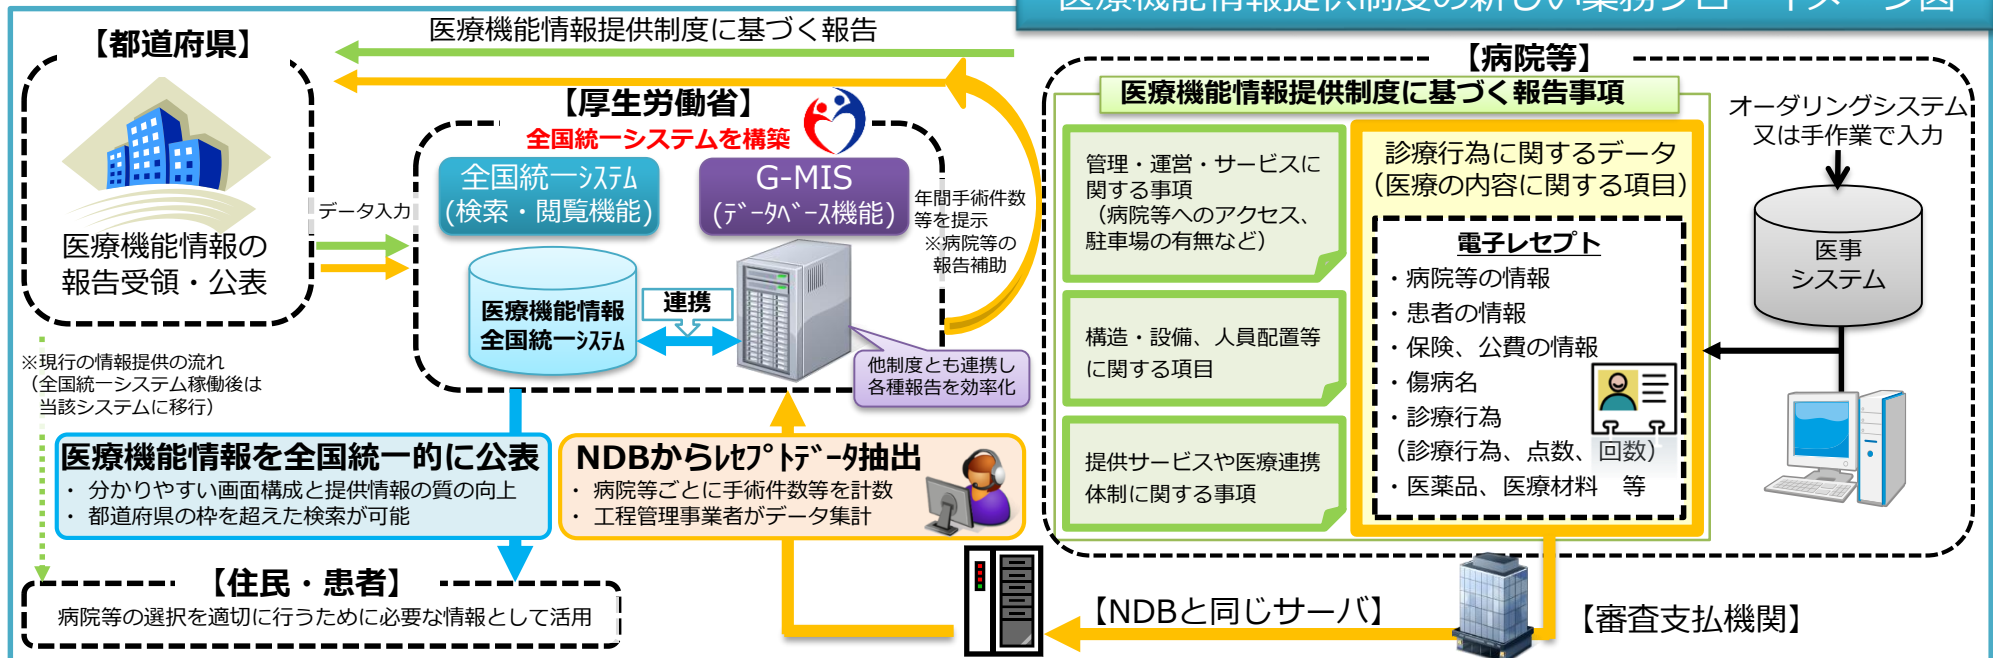 医療機能情報提供制度の新しい業務フローイメージ図
医療機能情報提供制度に基づく報告
【都道府県】
医療機能情報の
報告受領・公表
データ入力
※現行の情報提供の流れ
（全国統一システム稼働後は
当該システムに移行）
【厚生労働省】
全国統一システムを構築
全国統一ｼｽﾃﾑ
(検索・閲覧機能)
G-MIS
(ﾃﾞｰﾀﾍﾞｰｽ機能)
医療機能情報
全国統一ｼｽﾃﾑ
連携
年間手術件数
等を提示
※病院等の
報告補助
他制度とも連携し
各種報告を効率化
医療機能情報を全国統一的に公表
・ 分かりやすい画面構成と提供情報の質の向上
・ 都道府県の枠を超えた検索が可能
NDBからﾚｾﾌﾟﾄﾃﾞｰﾀ抽出
・ 病院等ごとに手術件数等を計数
・ 工程管理事業者がデータ集計
【住民・患者】
病院等の選択を適切に行うために必要な情報として活用
【病院等】
医療機能情報提供制度に基づく報告事項
管理・運営・サービスに
関する事項
（病院等へのアクセス、
駐車場の有無など）
構造・設備、人員配置等
に関する項目
提供サービスや医療連携
体制に関する事項
診療行為に関するデータ
（医療の内容に関する項目）
電子レセプト
・病院等の情報
・患者の情報
・保険、公費の情報
・傷病名
・診療行為
（診療行為、点数、回数）
・医薬品、医療材料　等
オーダリングシステム
又は手作業で入力
医事
システム
【NDBと同じサーバ】
【審査支払機関】